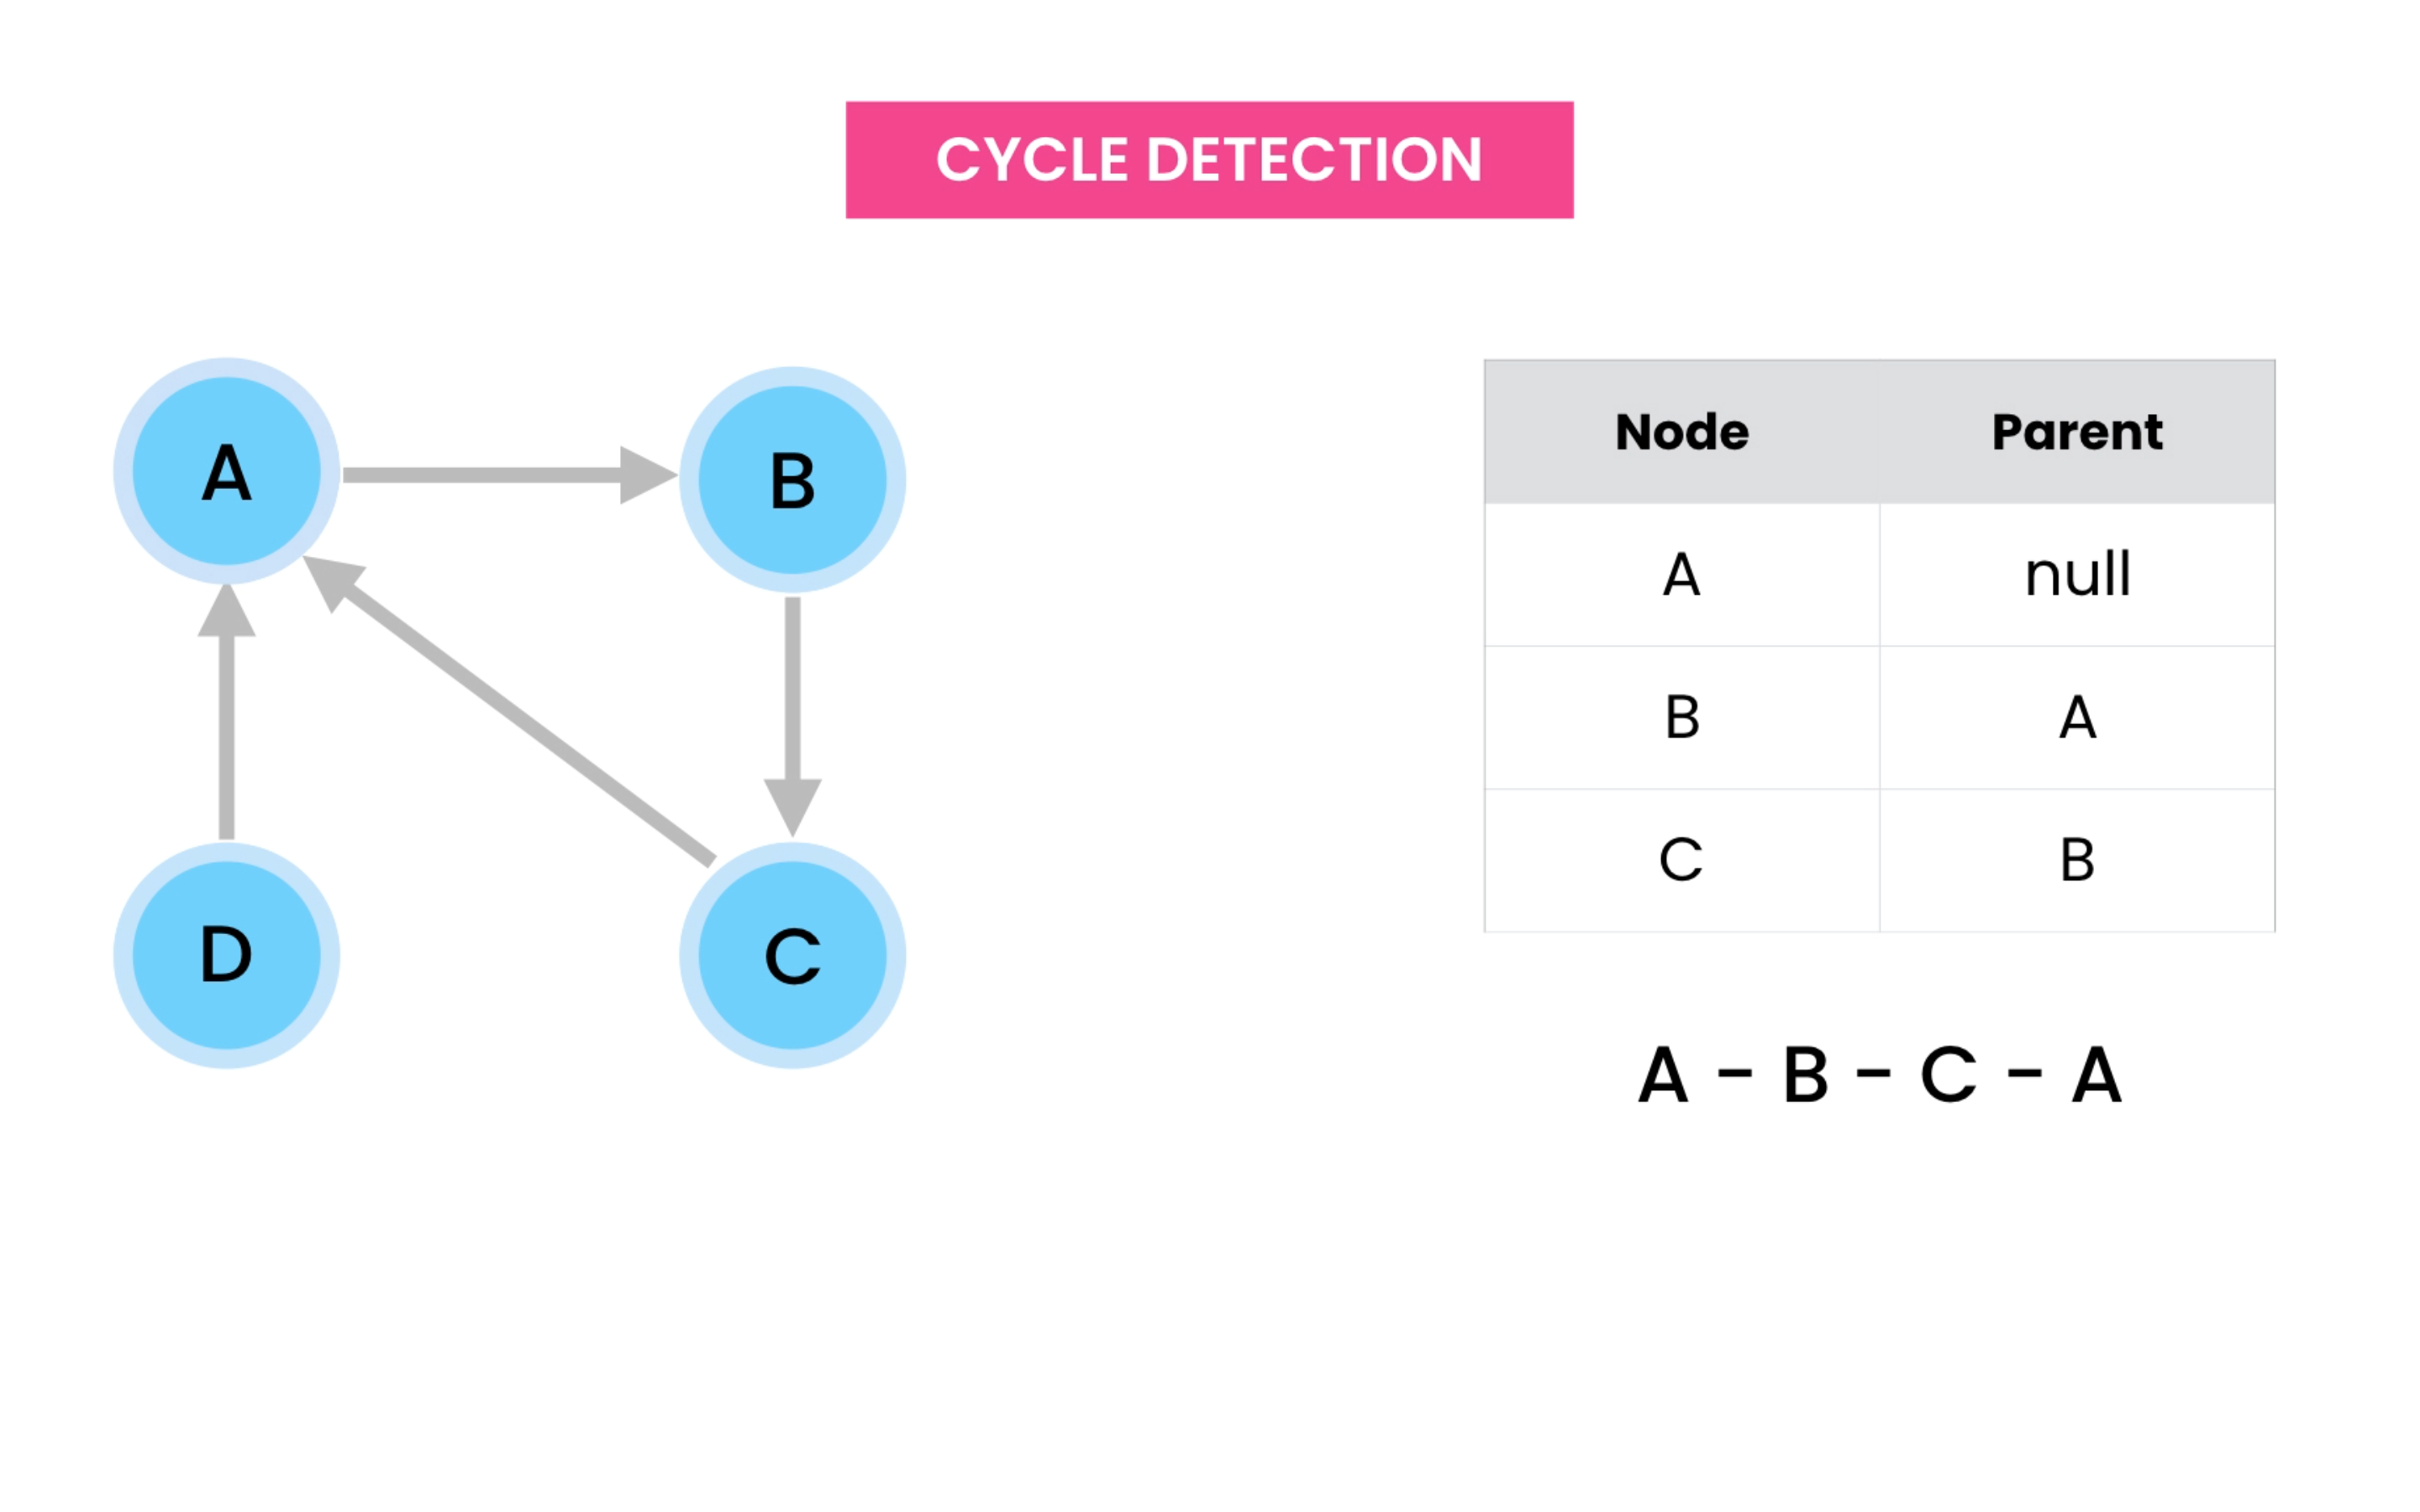 CYCLE DETECTION
A
B
D
C
Node Parent
A null
B A
C B
A - B - C - A